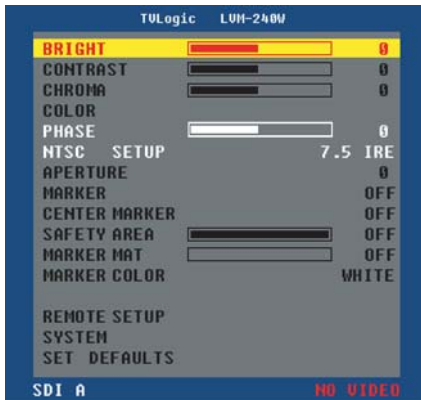 TVLogic LVM-240W
BRIGHT 0
CONTRAST 0
CHROMA 0
COLOR
PHASE 0
NTSC SETUP 7.5 IRE
APERTURE 0
MARKER OFF
CENTER MARKER OFF
SAFETY AREA OFF
MARKER MAT OFF
MARKER COLOR WHITE
REMOTE SETUP
SYSTEM
SET DEFAULTS
SDI A NO VIDEO